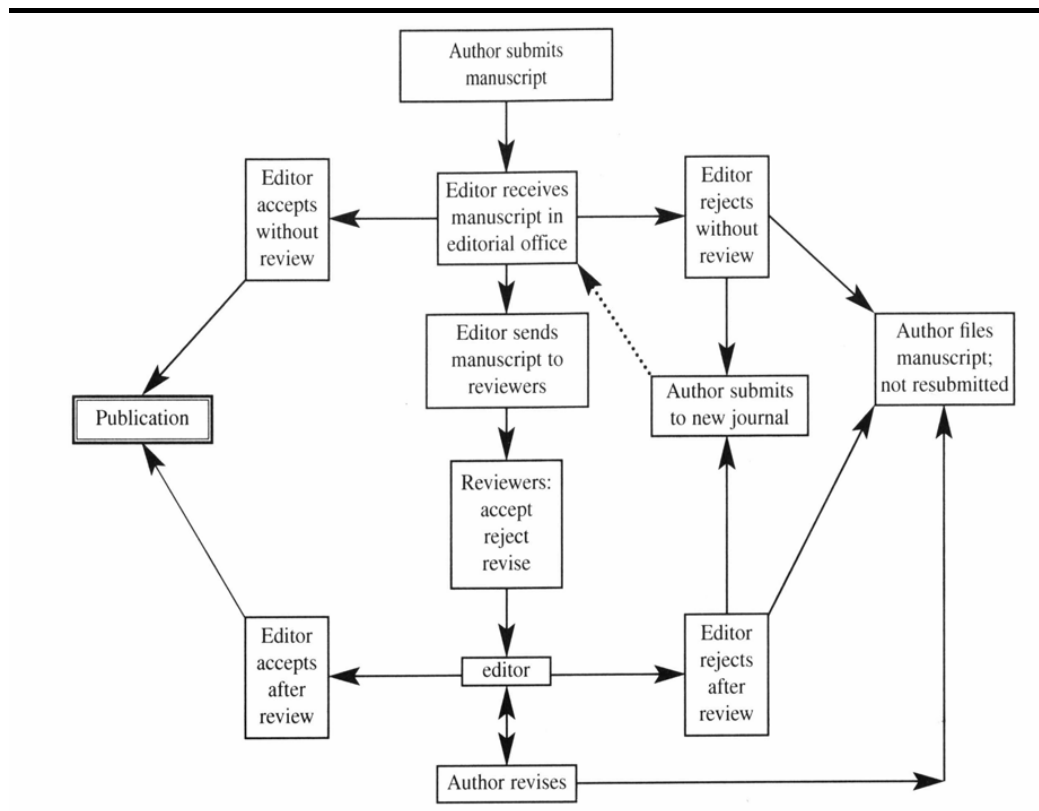 Author submits
manuscript
Editor
accepts
without
review
Editor receives
manuscript in
editorial office
Editor
rejects
without
review
Editor sends
manuscript to
reviewers
Author files
manuscript;
not resubmitted
Author submits
to new journal
Publication
Reviewers:
accept
reject
revise
Editor
accepts
after
review
editor
Editor
rejects
after
review
Author revises